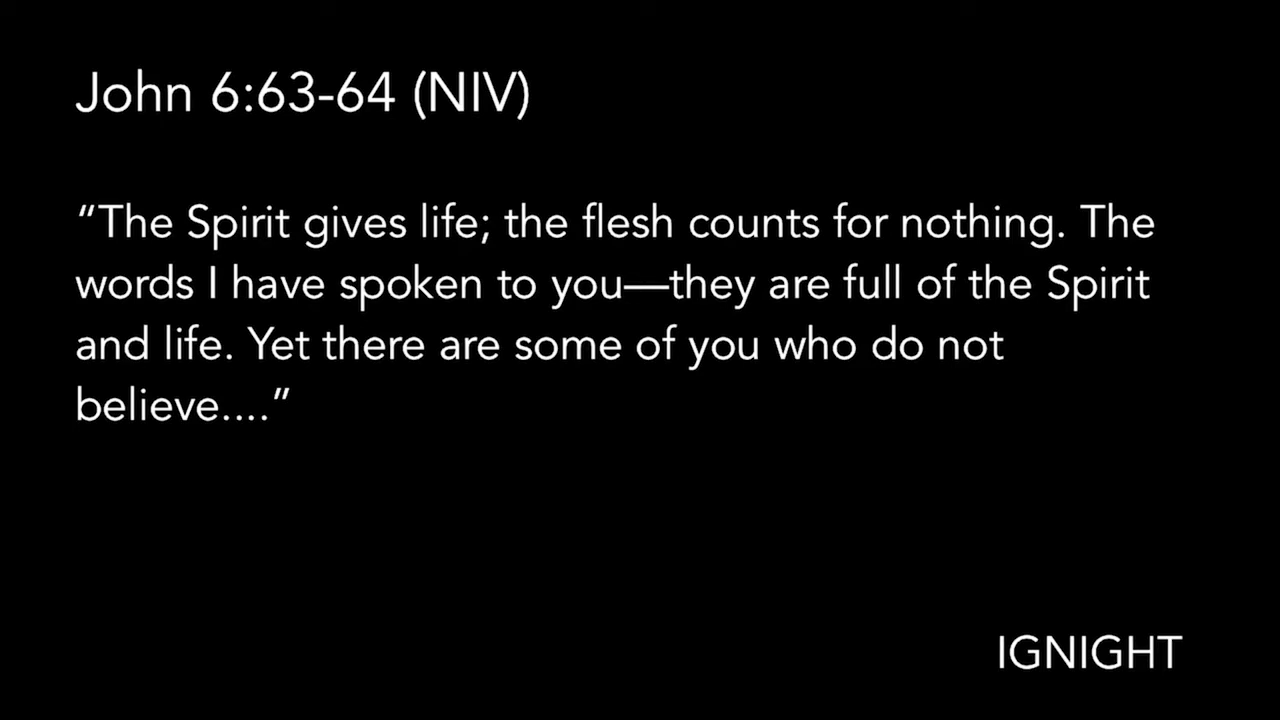 John 6:63-64 (NIV)
“The Spirit gives life; the flesh counts for nothing. The
words I have spoken to you—they are full of the Spirit
and life. Yet there are some of you who do not
believe....”
IGNIGHT